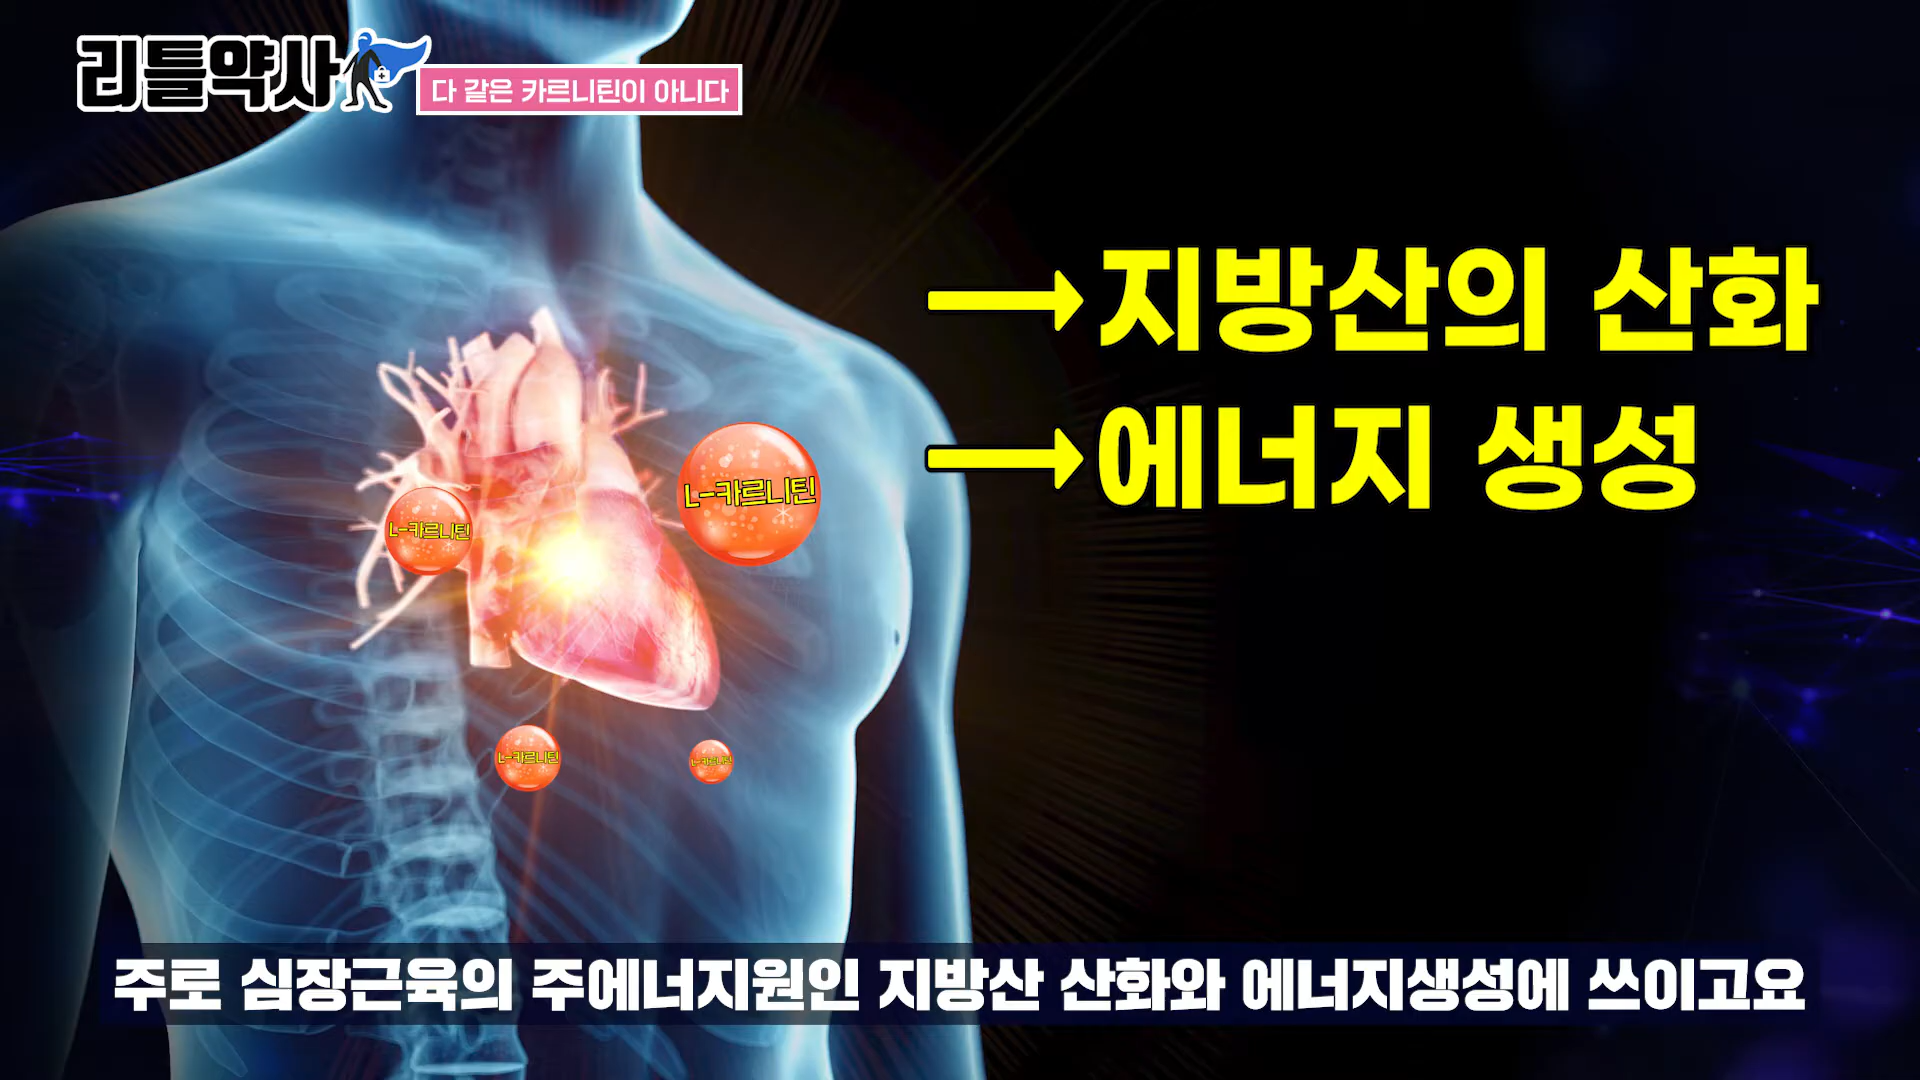 리틀약사
다 같은 카르니틴이 아니다
→지방산의 산화
→에너지 생성
L-카르니틴
L-카르니틴
L-카르니틴
L-카르니틴
주로 심장근육의 주에너지원인 지방산 산화와 에너지생성에 쓰이고요